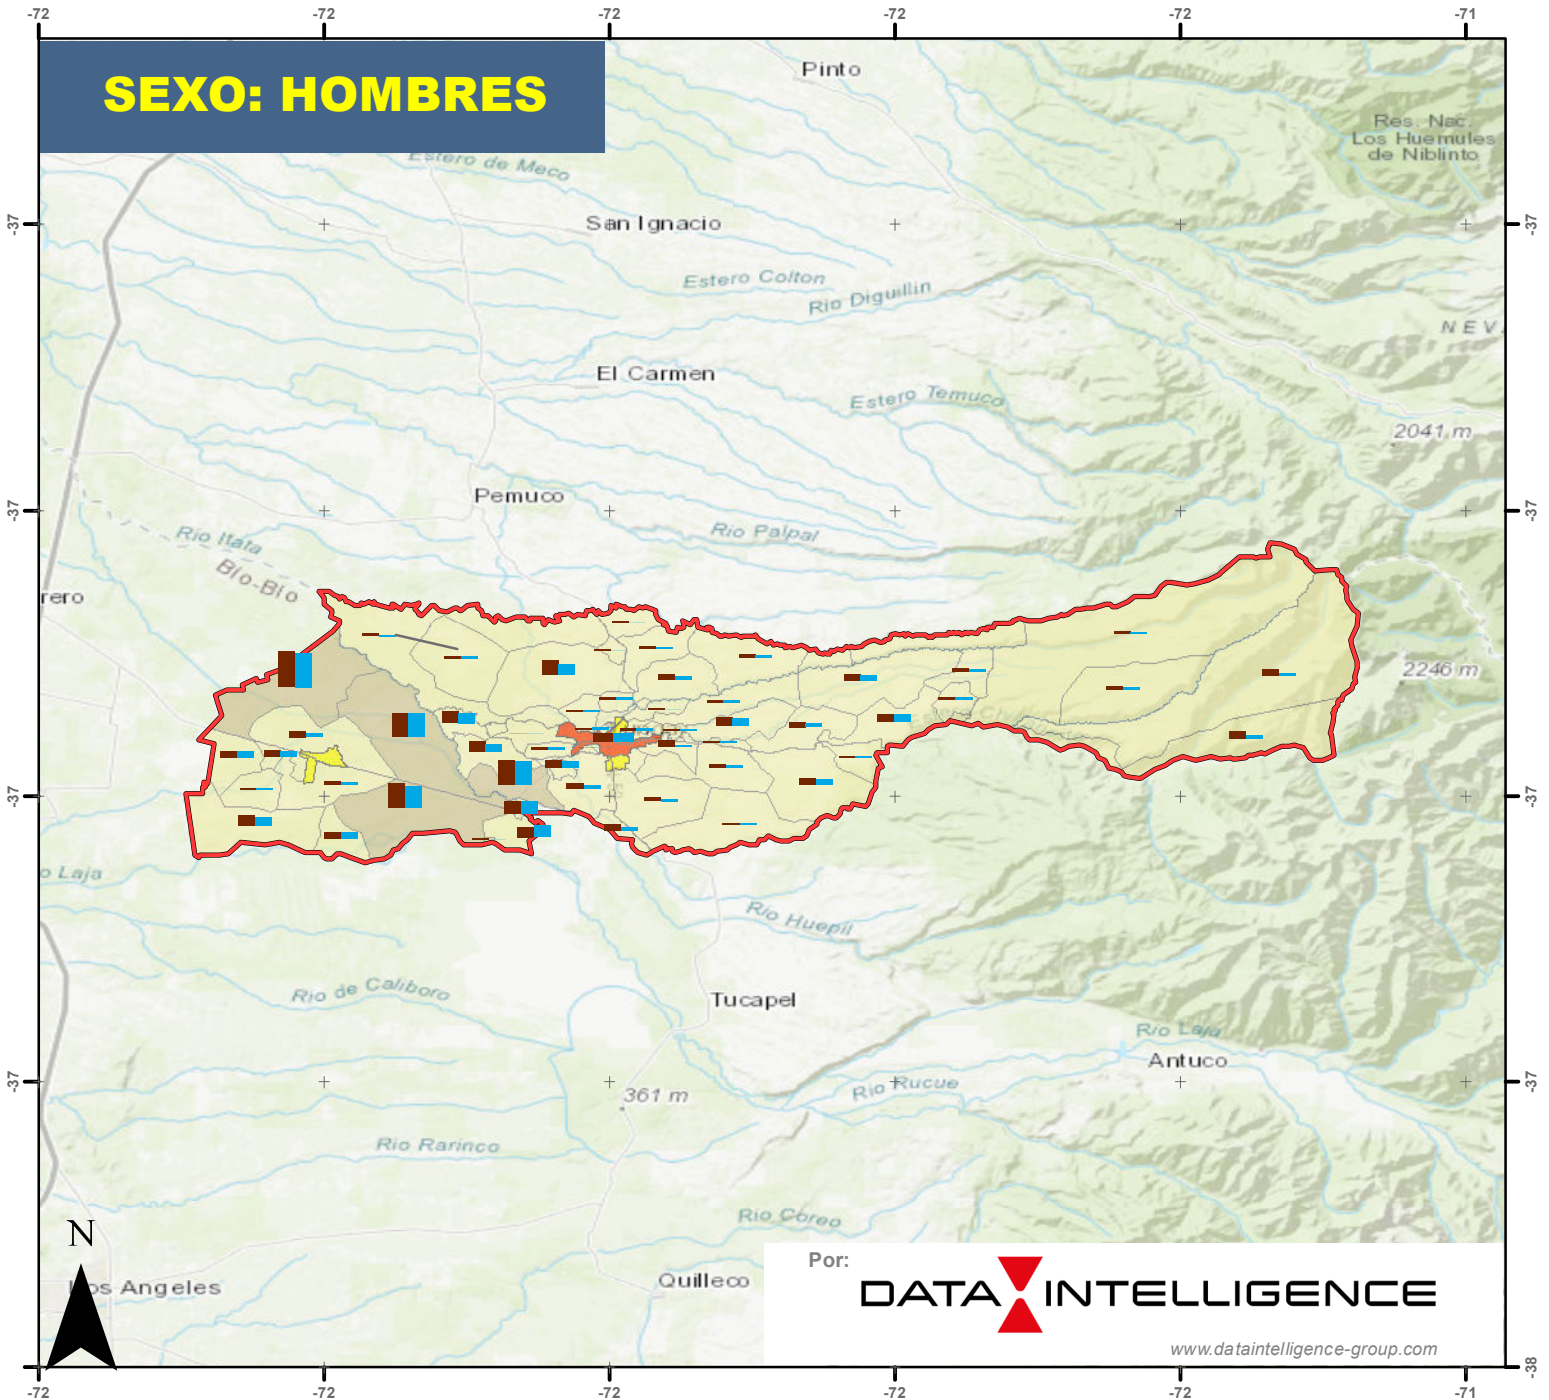 -72
-72
-72
-72
-72
-71
SEXO: HOMBRES
Pinto
Res. Nac.
Los Huemules
de Niblinto
Estero de Meco
San Ignacio
-37
-37
Estero Colton
Rio Diguillin
NEV
El Carmen
Estero Temuco
2041 m
Pemuco
-37
-37
Rio Itata
Rio Palpal
Bío-Bío
rero
2246 m
-37
-37
o Laja
Rio Huepil
Rio de Caliboro
Tucapel
Rio Laja
Antuco
-37
-37
Rio Rucue
361 m
Rio Rarinco
Rio Coreo
N
Quilleco
Los Angeles
Por:
DATA INTELLIGENCE
www.dataintelligence-group.com
-38
-72
-72
-72
-72
-72
-71